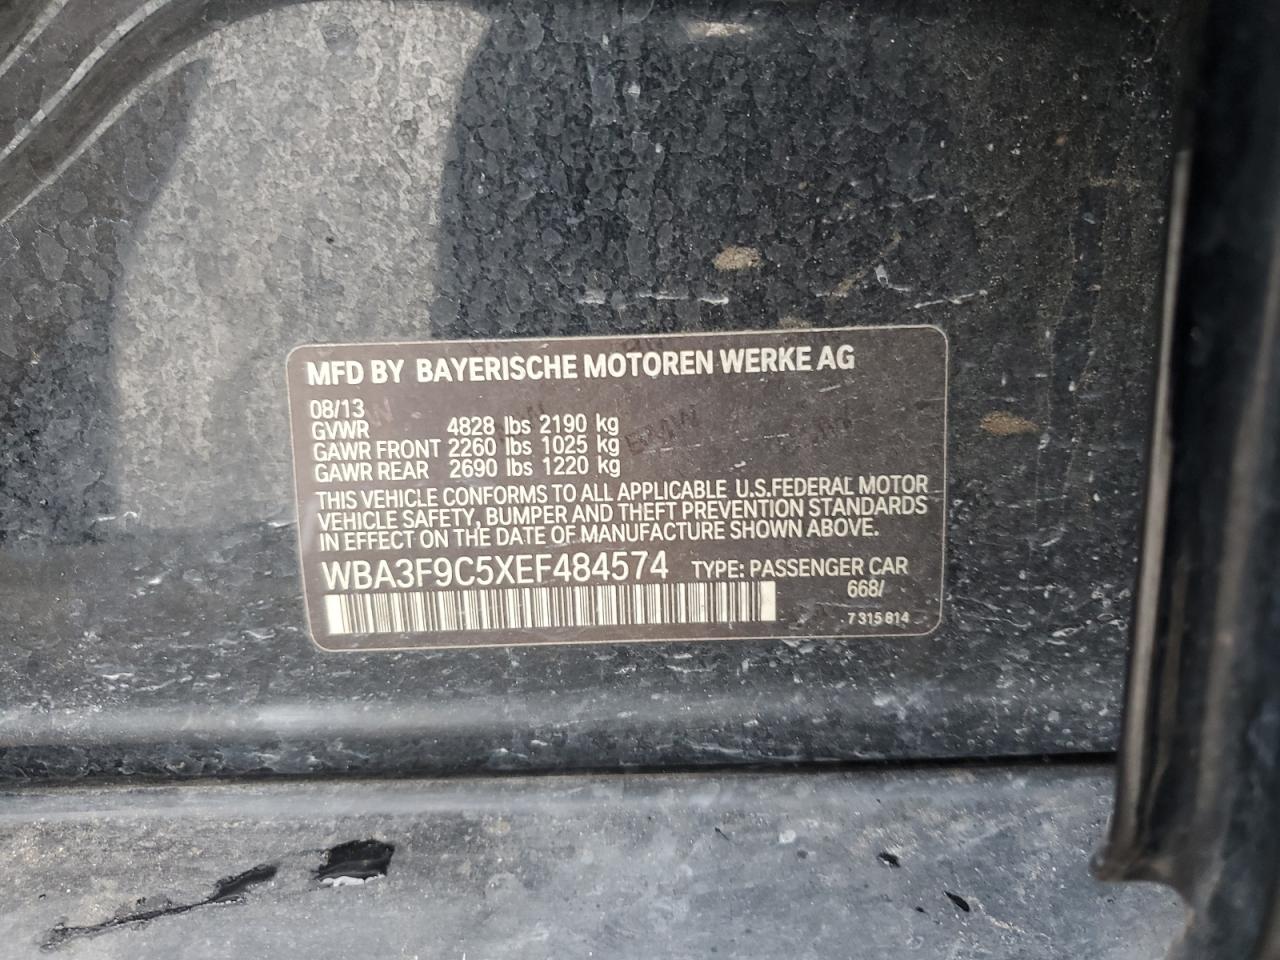 MFD BY BAYERISCHE MOTOREN WERKE AG
08/13
GVWR 4828 lbs 2190 kg
GAWR FRONT 2260 lbs 1025 kg
GAWR REAR 2690 lbs 1220 kg
THIS VEHICLE CONFORMS TO ALL APPLICABLE U.S.FEDERAL MOTOR
VEHICLE SAFETY, BUMPER AND THEFT PREVENTION STANDARDS
IN EFFECT ON THE DATE OF MANUFACTURE SHOWN ABOVE.
WBA3F9C5XEF484574 TYPE: PASSENGER CAR
668/
7 315 814